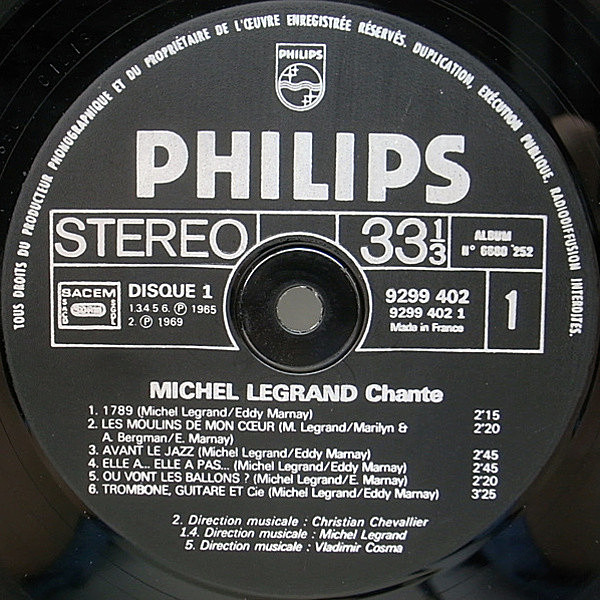 TOUS DROITS DU PRODUCTEUR PHONOGRAPHIQUE ET DU PROPRIÉTAIRE DE L'ŒUVRE ENREGISTRÉE RÉSERVÉS. DUPLICATION, EXÉCUTION PUBLIQUE, RADIODIFFUSION INTERDITES.
PHILIPS
PHILIPS
STEREO
33 1/3
ALBUM
N° 6680 252
SACEM
DISQUE 1
1.3.4 5 6. Ⓟ 1965
2. Ⓟ 1969
9299 402
9299 402 1
Made in France
1
MICHEL LEGRAND Chante
1. 1789 (Michel Legrand/Eddy Marnay) 2'15
2. LES MOULINS DE MON CŒUR (M. Legrand/Marilyn & 2'20
A. Bergman/E. Marnay)
3. AVANT LE JAZZ (Michel Legrand/Eddy Marnay) 2'45
4. ELLE A... ELLE A PAS... (Michel Legrand/Eddy Marnay) 2'45
5. OU VONT LES BALLONS ? (Michel Legrand/E. Marnay) 2'20
6. TROMBONE, GUITARE ET Cie (Michel Legrand/Eddy Marnay) 3'25
2. Direction musicale : Christian Chevallier
1.4. Direction musicale : Michel Legrand
5. Direction musicale : Vladimir Cosma